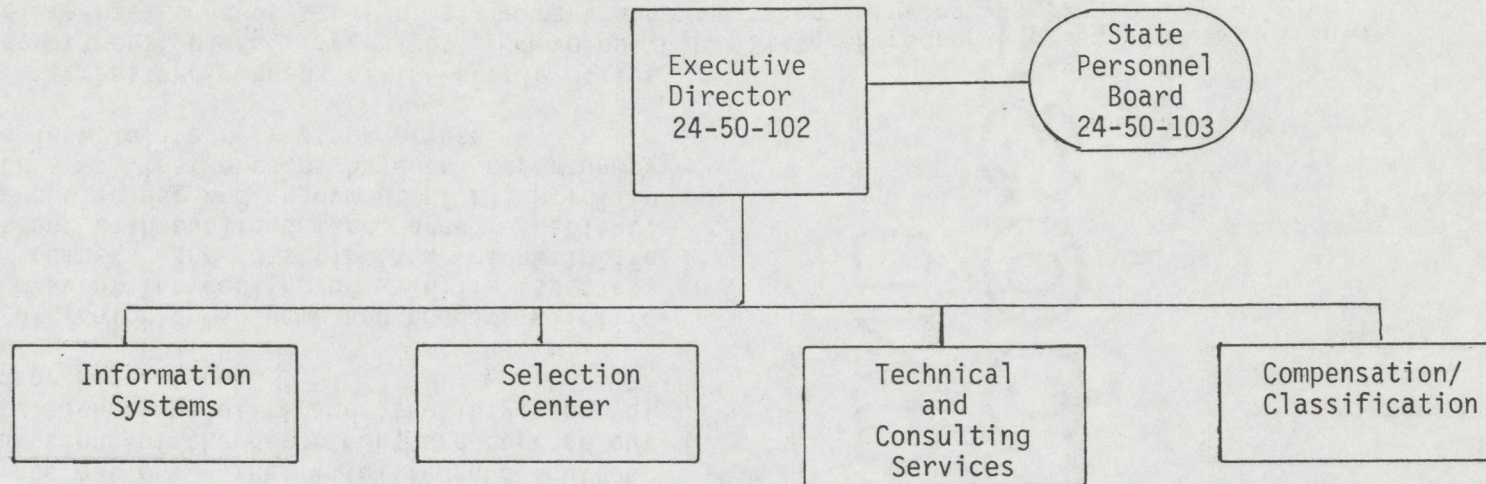 Executive
Director
24-50-102
State
Personnel
Board
24-50-103
Information
Systems
Selection
Center
Technical
and
Consulting
Services
Compensation/
Classification